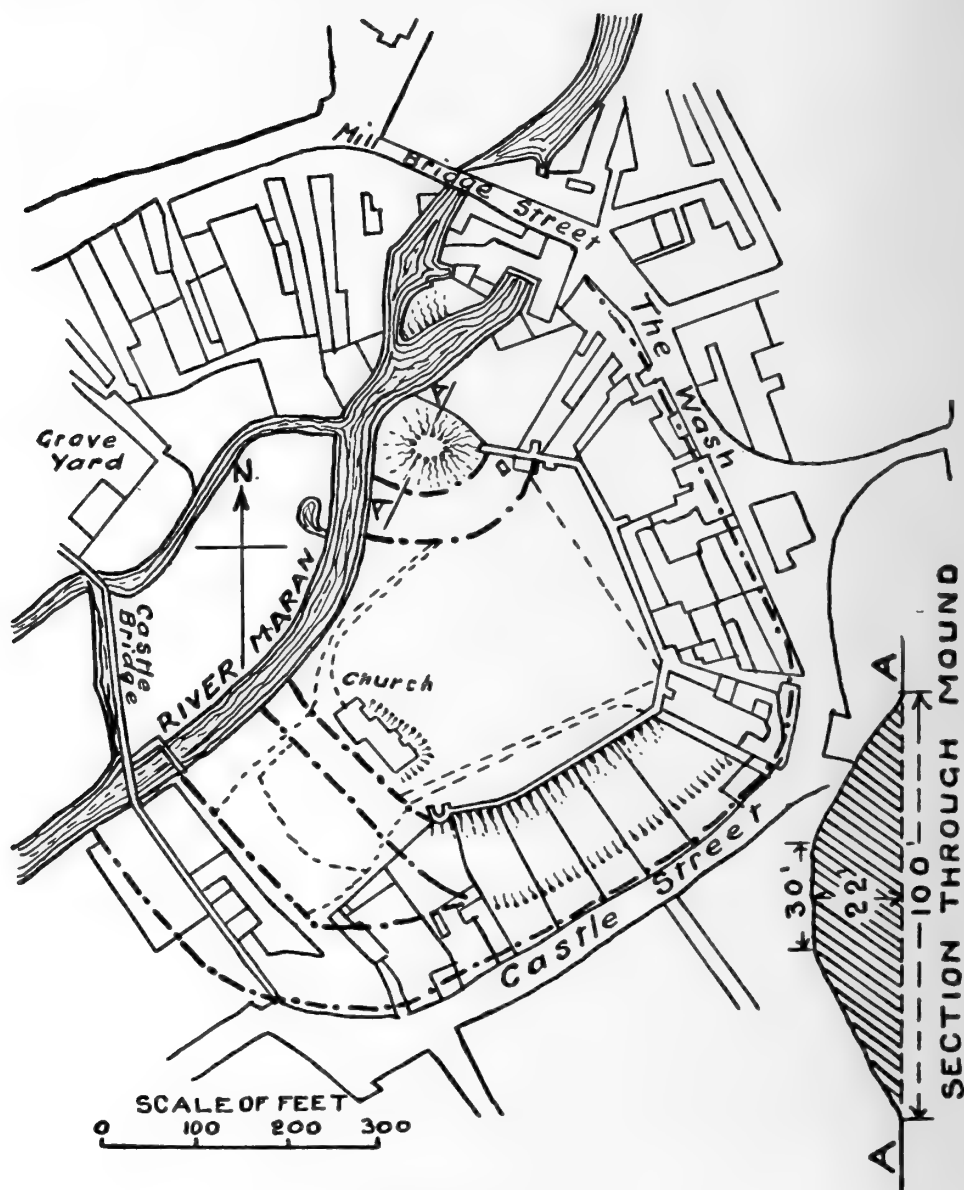 Mill Bridge Street
The Wash
Grave Yard
N
A
A
Castle Bridge
RIVER MARAN
Church
Castle Street
SCALE OF FEET
0 100 200 300
A
30'
22'
100'
A
SECTION THROUGH MOUND